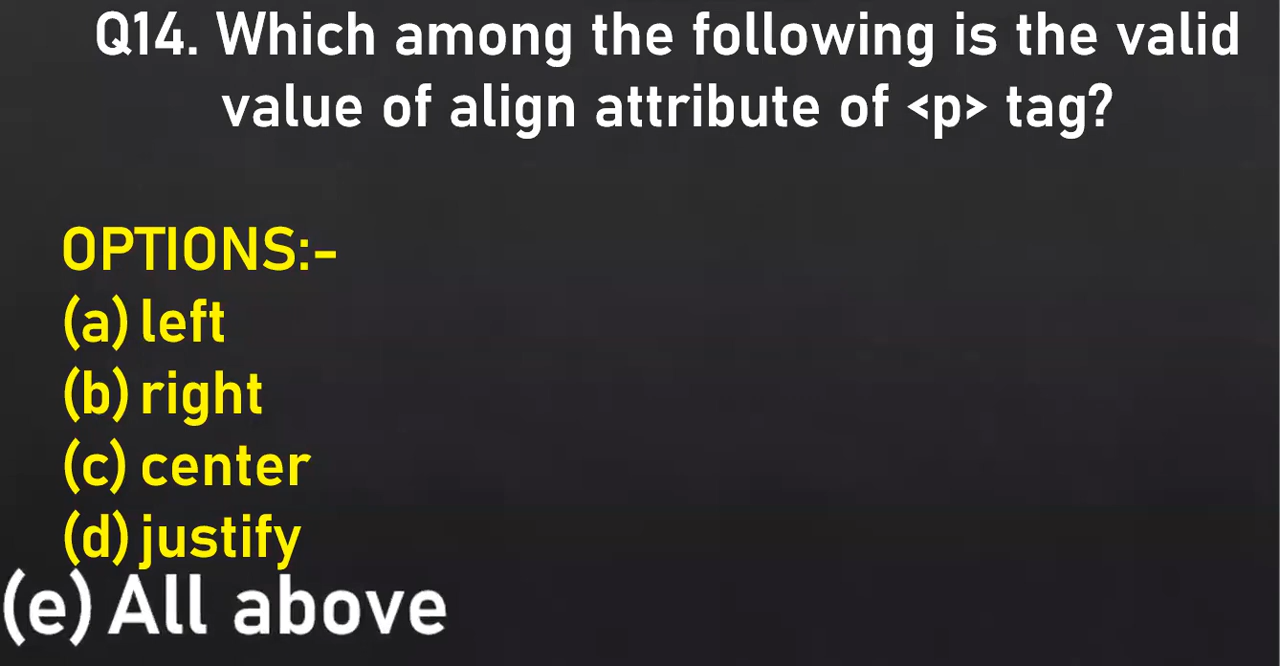 Q14. Which among the following is the valid
value of align attribute of <p> tag?
OPTIONS:-
(a) left
(b) right
(c) center
(d) justify
(e) All above